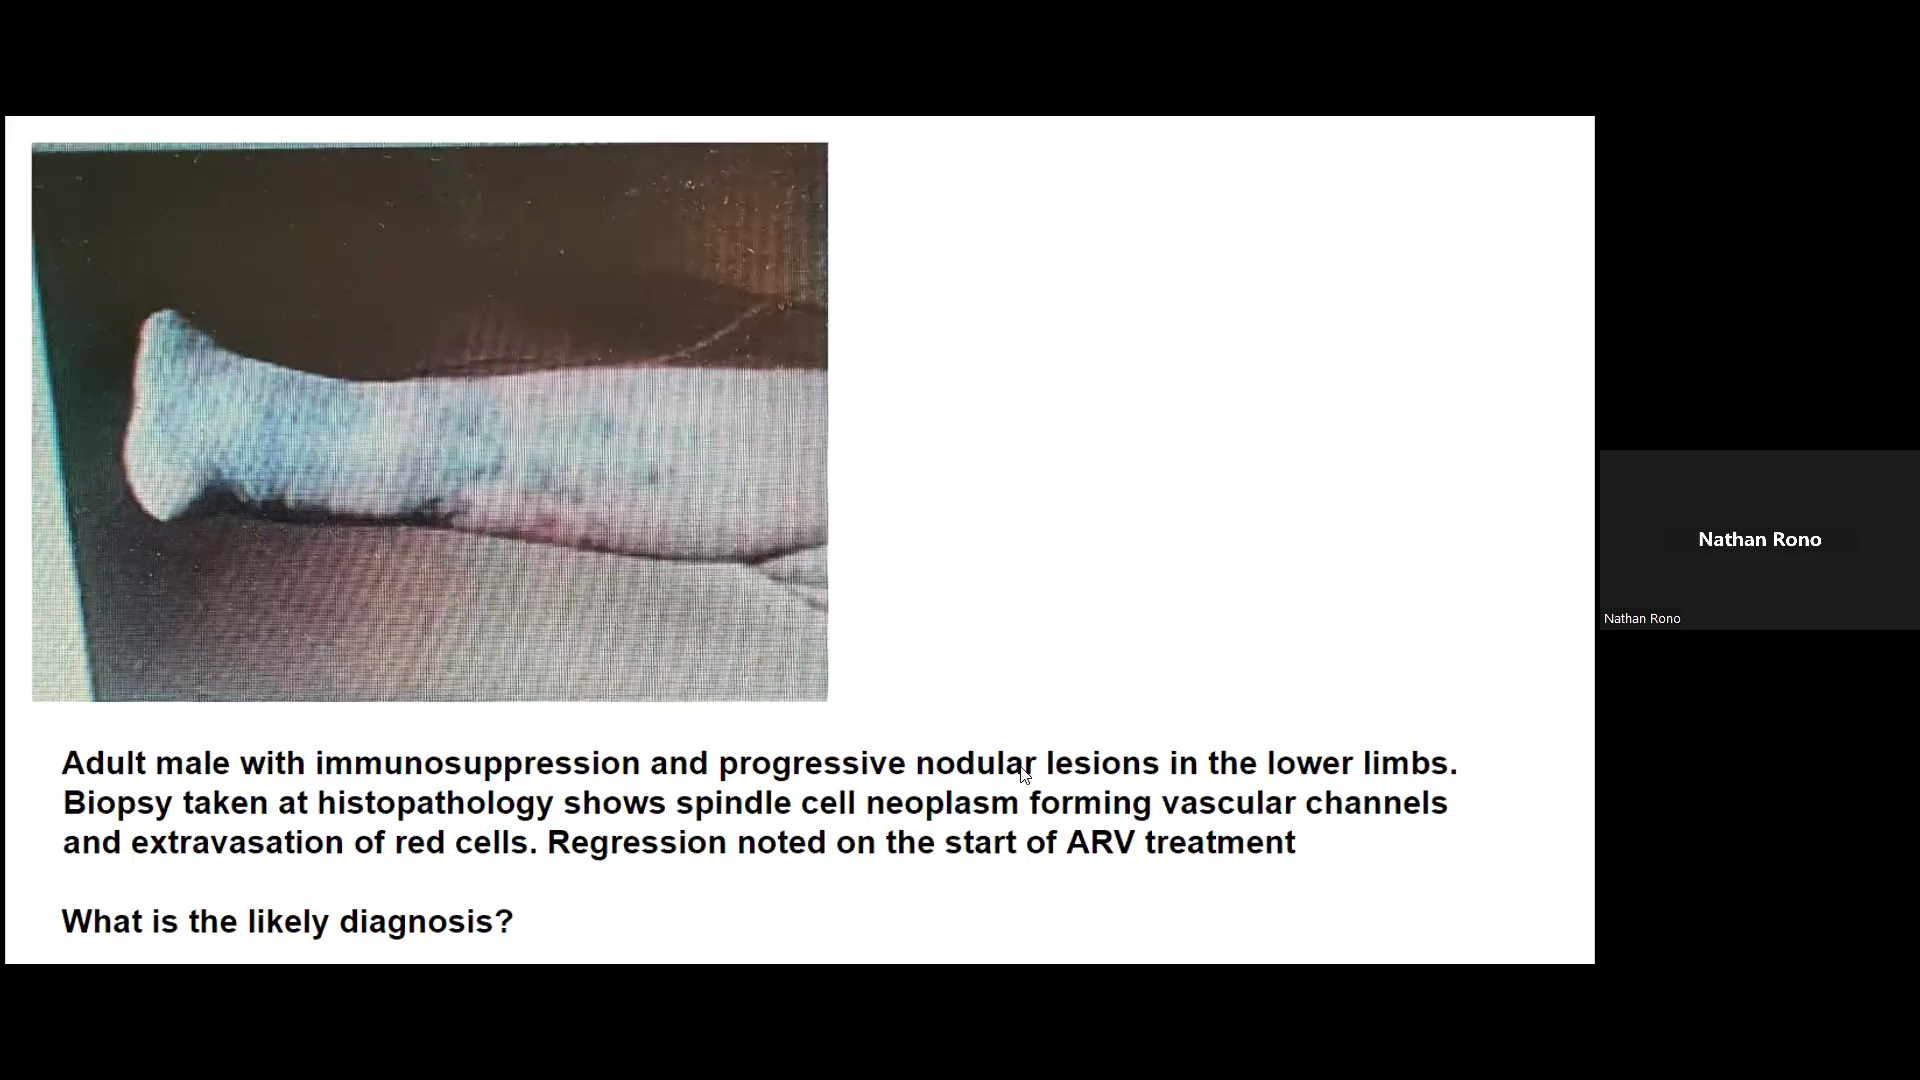 Adult male with immunosuppression and progressive nodular lesions in the lower limbs.
Biopsy taken at histopathology shows spindle cell neoplasm forming vascular channels
and extravasation of red cells. Regression noted on the start of ARV treatment
What is the likely diagnosis?
Nathan Rono
Nathan Rono